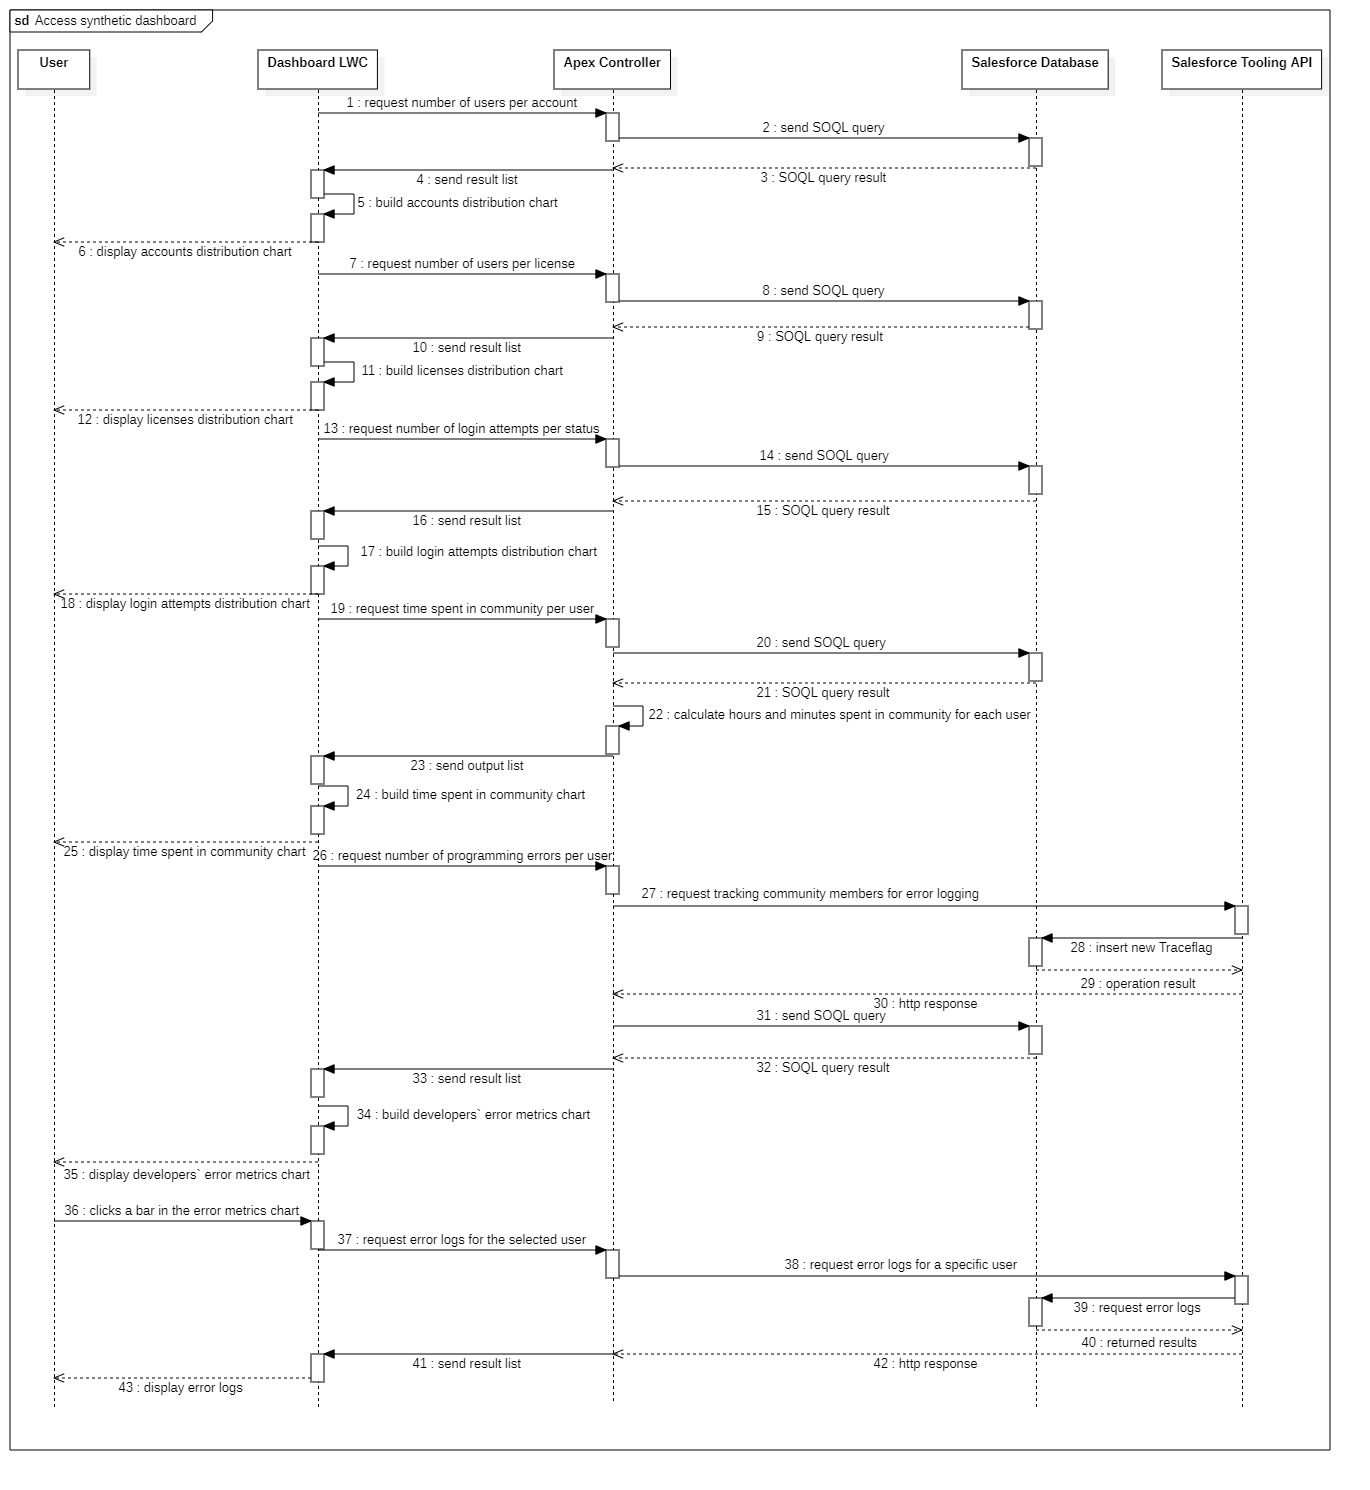 sd Access synthetic dashboard
User
Dashboard LWC
Apex Controller
Salesforce Database
Salesforce Tooling API
1 : request number of users per account
2 : send SOQL query
3 : SOQL query result
4 : send result list
5 : build accounts distribution chart
6 : display accounts distribution chart
7 : request number of users per license
8 : send SOQL query
9 : SOQL query result
10 : send result list
11 : build licenses distribution chart
12 : display licenses distribution chart
13 : request number of login attempts per status
14 : send SOQL query
15 : SOQL query result
16 : send result list
17 : build login attempts distribution chart
18 : display login attempts distribution chart
19 : request time spent in community per user
20 : send SOQL query
21 : SOQL query result
22 : calculate hours and minutes spent in community for each user
23 : send output list
24 : build time spent in community chart
25 : display time spent in community chart
26 : request number of programming errors per user
27 : request tracking community members for error logging
28 : insert new Traceflag
29 : operation result
30 : http response
31 : send SOQL query
32 : SOQL query result
33 : send result list
34 : build developers` error metrics chart
35 : display developers` error metrics chart
36 : clicks a bar in the error metrics chart
37 : request error logs for the selected user
38 : request error logs for a specific user
39 : request error logs
40 : returned results
41 : send result list
42 : http response
43 : display error logs